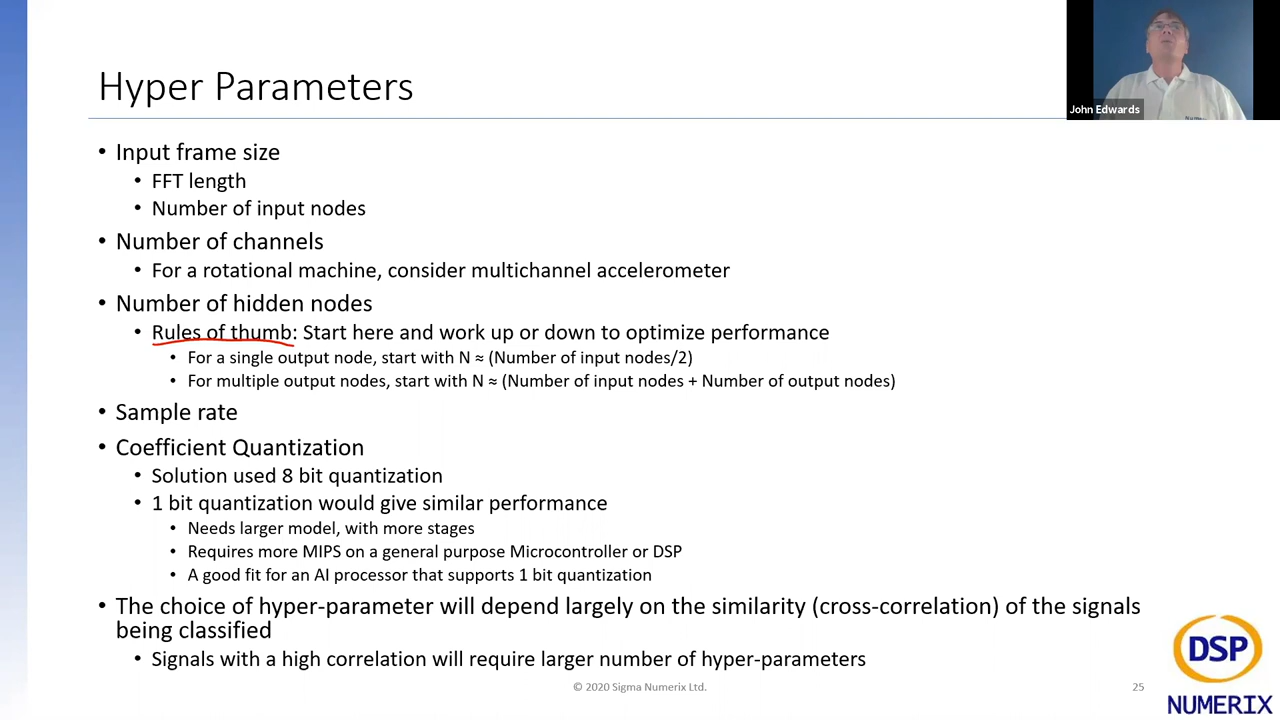 Hyper Parameters
John Edwards
• Input frame size
• FFT length
• Number of input nodes
• Number of channels
• For a rotational machine, consider multichannel accelerometer
• Number of hidden nodes
• Rules of thumb: Start here and work up or down to optimize performance
• For a single output node, start with N ≈ (Number of input nodes/2)
• For multiple output nodes, start with N ≈ (Number of input nodes + Number of output nodes)
• Sample rate
• Coefficient Quantization
• Solution used 8 bit quantization
• 1 bit quantization would give similar performance
• Needs larger model, with more stages
• Requires more MIPS on a general purpose Microcontroller or DSP
• A good fit for an AI processor that supports 1 bit quantization
• The choice of hyper-parameter will depend largely on the similarity (cross-correlation) of the signals
being classified
• Signals with a high correlation will require larger number of hyper-parameters
© 2020 Sigma Numerix Ltd.
25
DSP
NUMERIX